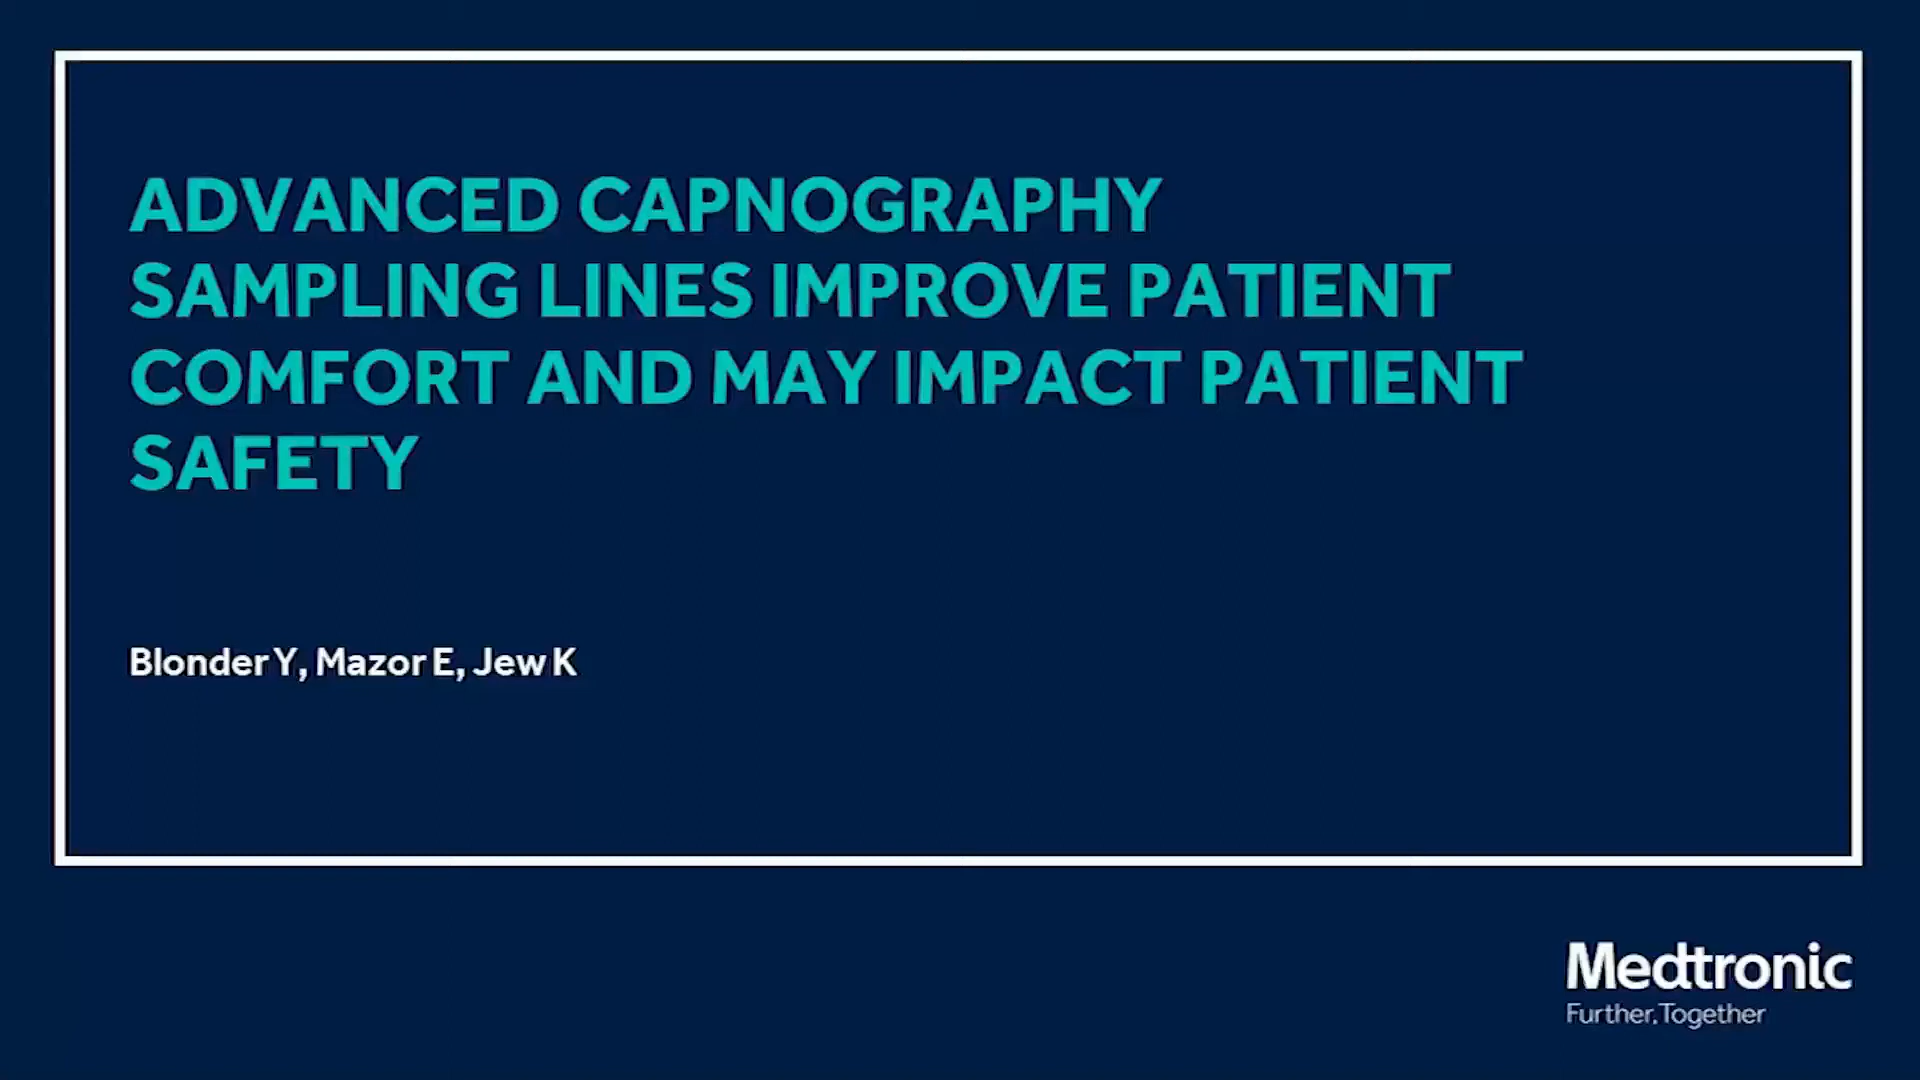 ADVANCED CAPNOGRAPHY
SAMPLING LINES IMPROVE PATIENT
COMFORT AND MAY IMPACT PATIENT
SAFETY
Blonder Y, Mazor E, Jew K
Medtronic
Further, Together